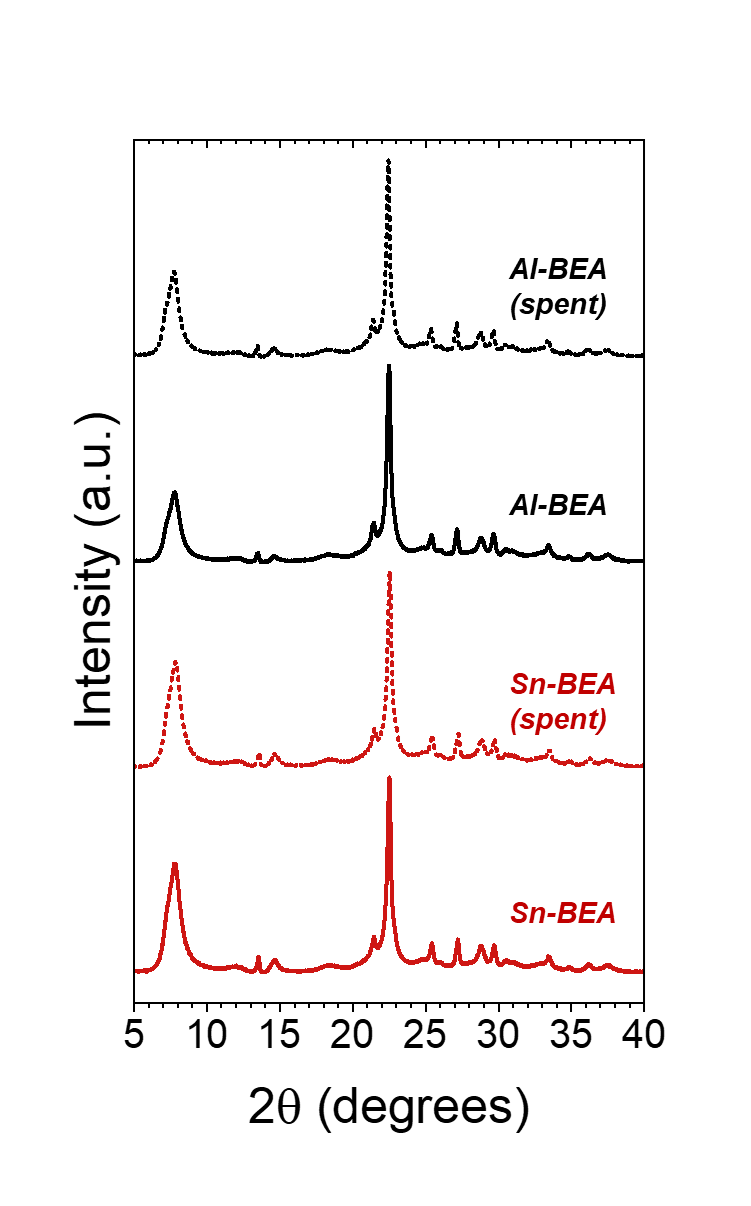 Al-BEA
(spent)
Al-BEA
Sn-BEA
(spent)
Sn-BEA
Intensity (a.u.)
5 10 15 20 25 30 35 40
2θ (degrees)